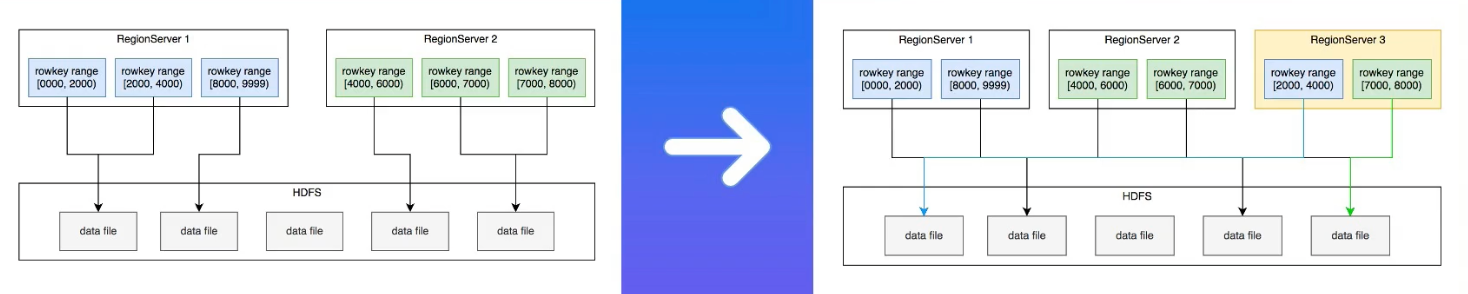 RegionServer 1
rowkey range
[0000, 2000)
rowkey range
[2000, 4000)
rowkey range
[8000, 9999)
RegionServer 2
rowkey range
[4000, 6000)
rowkey range
[6000, 7000)
rowkey range
[7000, 8000)
HDFS
data file
data file
data file
data file
data file
RegionServer 1
rowkey range
[0000, 2000)
rowkey range
[8000, 9999)
RegionServer 2
rowkey range
[4000, 6000)
rowkey range
[6000, 7000)
RegionServer 3
rowkey range
[2000, 4000)
rowkey range
[7000, 8000)
HDFS
data file
data file
data file
data file
data file